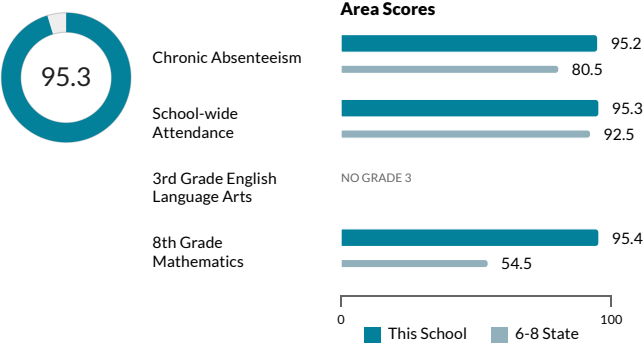 95.3
Area Scores
Chronic Absenteeism
95.2
80.5
School-wide
Attendance
95.3
92.5
3rd Grade English
Language Arts
NO GRADE 3
8th Grade
Mathematics
95.4
54.5
0 100
This School 6-8 State